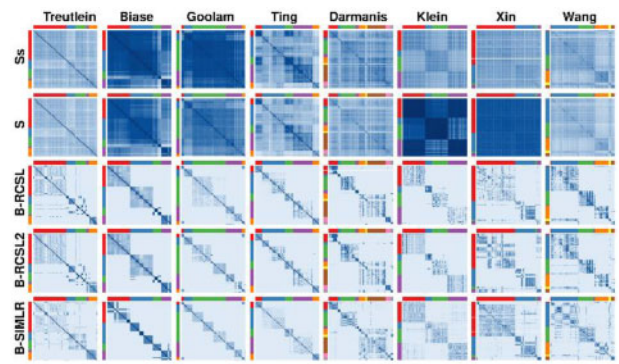 Treutlein Biase Goolam Ting Darmanis Klein Xin Wang
Ss
S
B-RCSL
B-RCSL2
B-SIMLR